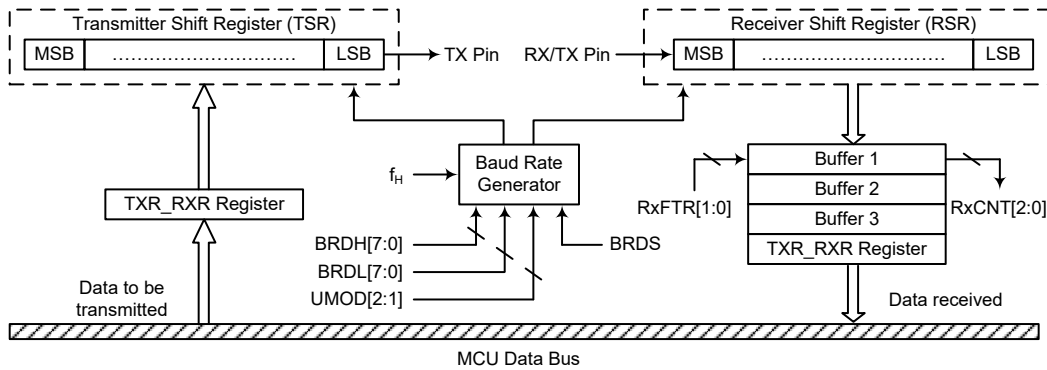 Transmitter Shift Register (TSR)
MSB ………………………… LSB
TX Pin
RX/TX Pin
Receiver Shift Register (RSR)
MSB ………………………… LSB
fH
Baud Rate
Generator
BRDH[7:0]
BRDL[7:0]
UMOD[2:1]
BRDS
TXR_RXR Register
Data to be
transmitted
RxFTR[1:0]
Buffer 1
Buffer 2
Buffer 3
TXR_RXR Register
RxCNT[2:0]
Data received
MCU Data Bus